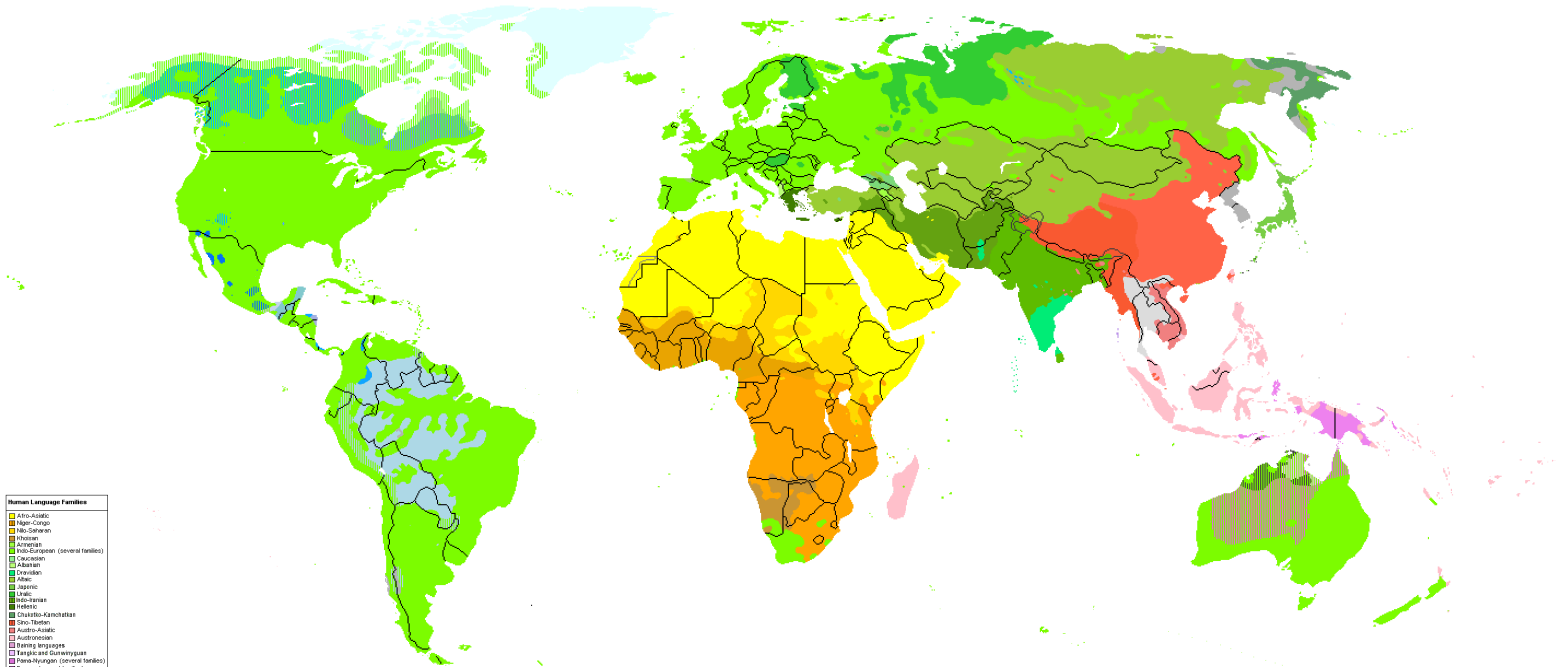 Human Language Families
Afro-Asiatic
Niger-Congo
Nilo-Saharan
Khoisan
Armenian
Indo-European (several families)
Caucasian
Albanian
Dravidian
Altaic
Japonic
Uralic
Indo-Iranian
Hellenic
Chukotko-Kamchatkan
Sino-Tibetan
Austro-Asiatic
Austronesian
Baining languages
Tangkic and Gunwinyguan
Pama-Nyungan (several families)